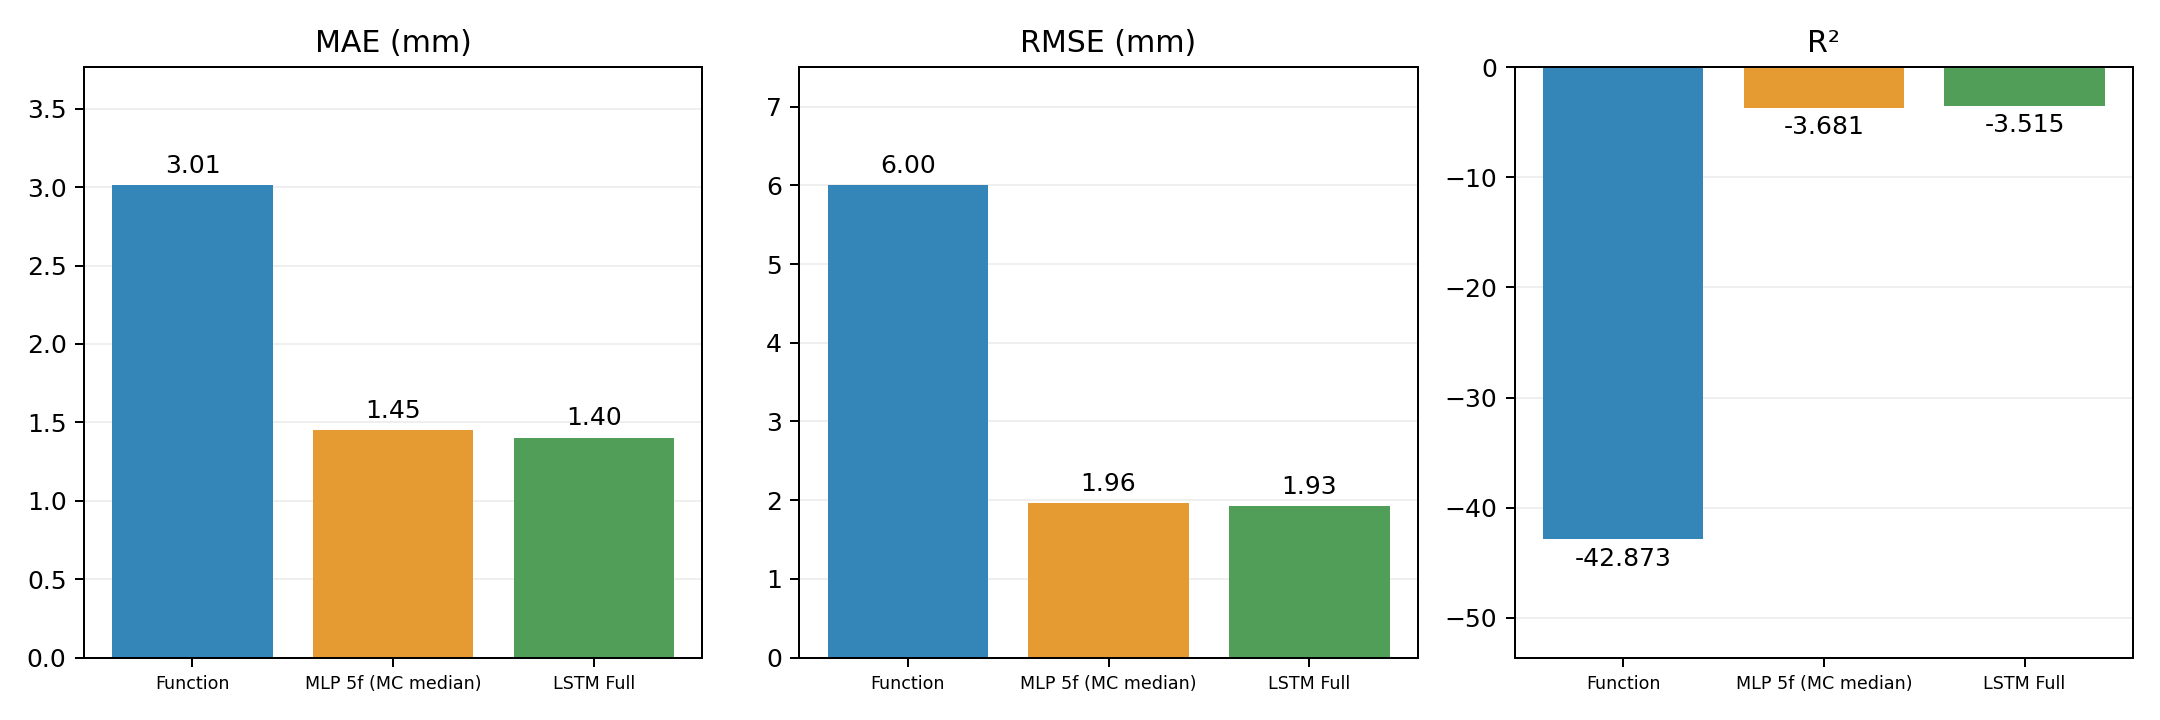 MAE (mm)
3.5
3.0
2.5
2.0
1.5
1.0
0.5
0.0
3.01
1.45
1.40
Function
MLP 5f (MC median)
LSTM Full
RMSE (mm)
7
6
5
4
3
2
1
0
6.00
1.96
1.93
Function
MLP 5f (MC median)
LSTM Full
R²
0
−10
−20
−30
−40
−50
-42.873
-3.681
-3.515
Function
MLP 5f (MC median)
LSTM Full